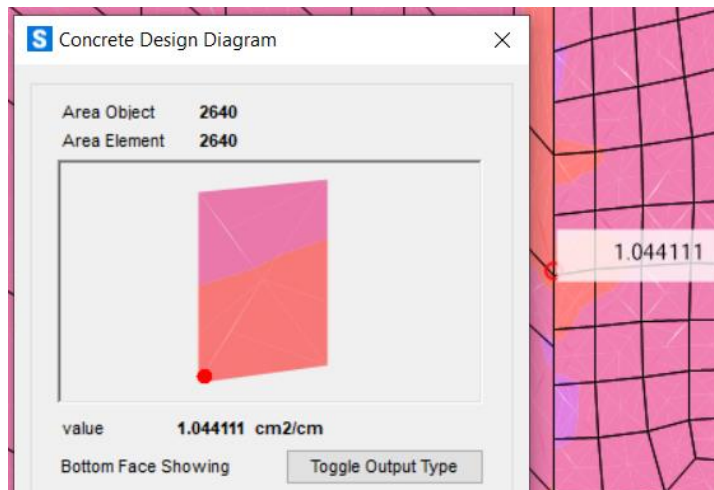 S Concrete Design Diagram
Area Object 2640
Area Element 2640
1.044111
value 1.044111 cm2/cm
Bottom Face Showing Toggle Output Type